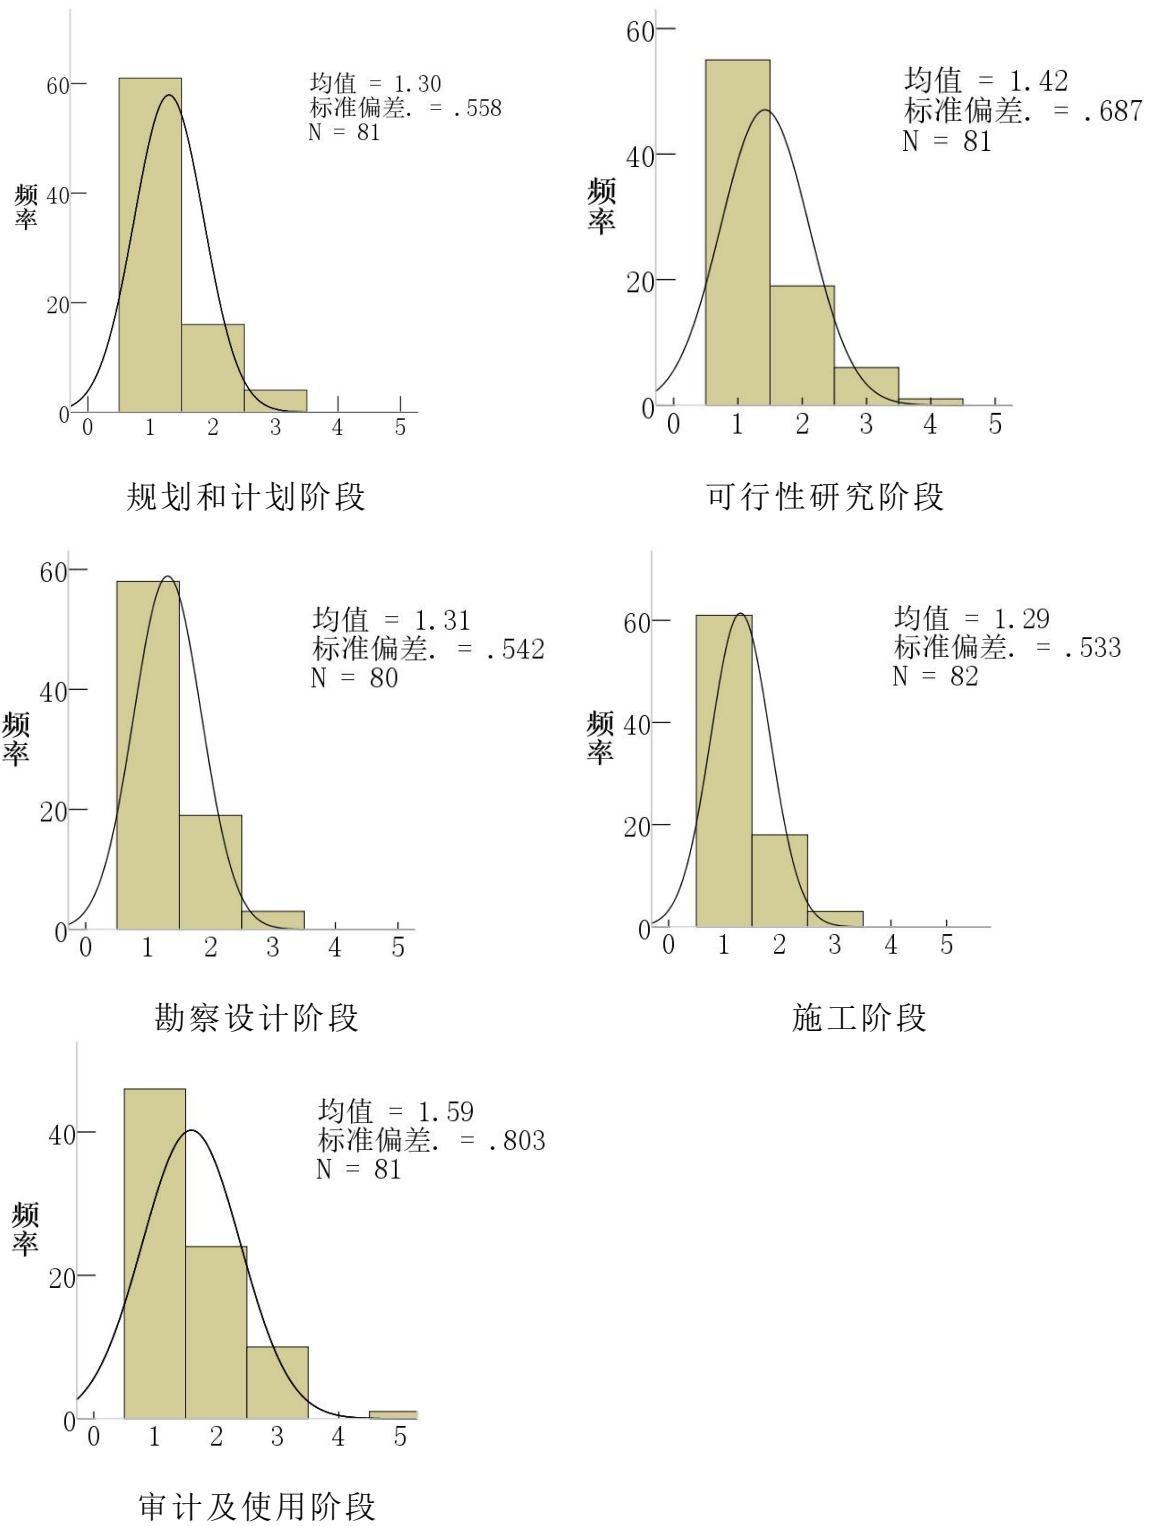 60
40
20
0
0 1 2 3 4 5
频率
均值 = 1.30
标准偏差. = .558
N = 81
规划和计划阶段
60
40
20
0
0 1 2 3 4 5
频率
均值 = 1.42
标准偏差. = .687
N = 81
可行性研究阶段
60
40
20
0
0 1 2 3 4 5
频率
均值 = 1.31
标准偏差. = .542
N = 80
勘察设计阶段
60
40
20
0
0 1 2 3 4 5
频率
均值 = 1.29
标准偏差. = .533
N = 82
施工阶段
40
20
0
0 1 2 3 4 5
频率
均值 = 1.59
标准偏差. = .803
N = 81
审计及使用阶段